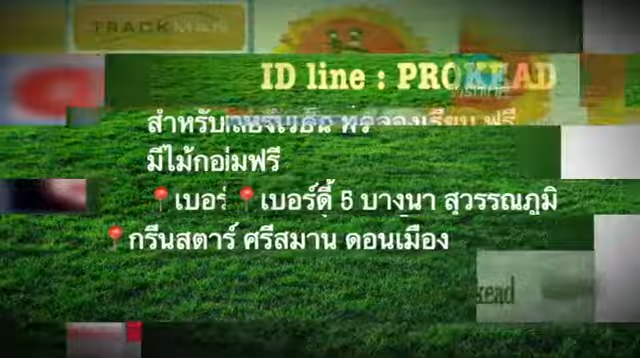 TRACKMAN
ID line : PROKEAD
สำหรับ ฟรี
มีไม้กอ่มฟรี
📍เบอร์ 📍เบอร์ดี้ 5 บางนา สุวรรณภูมิ
📍กรีนสตาร์ ศรีสมาน ดอนเมือง
kead